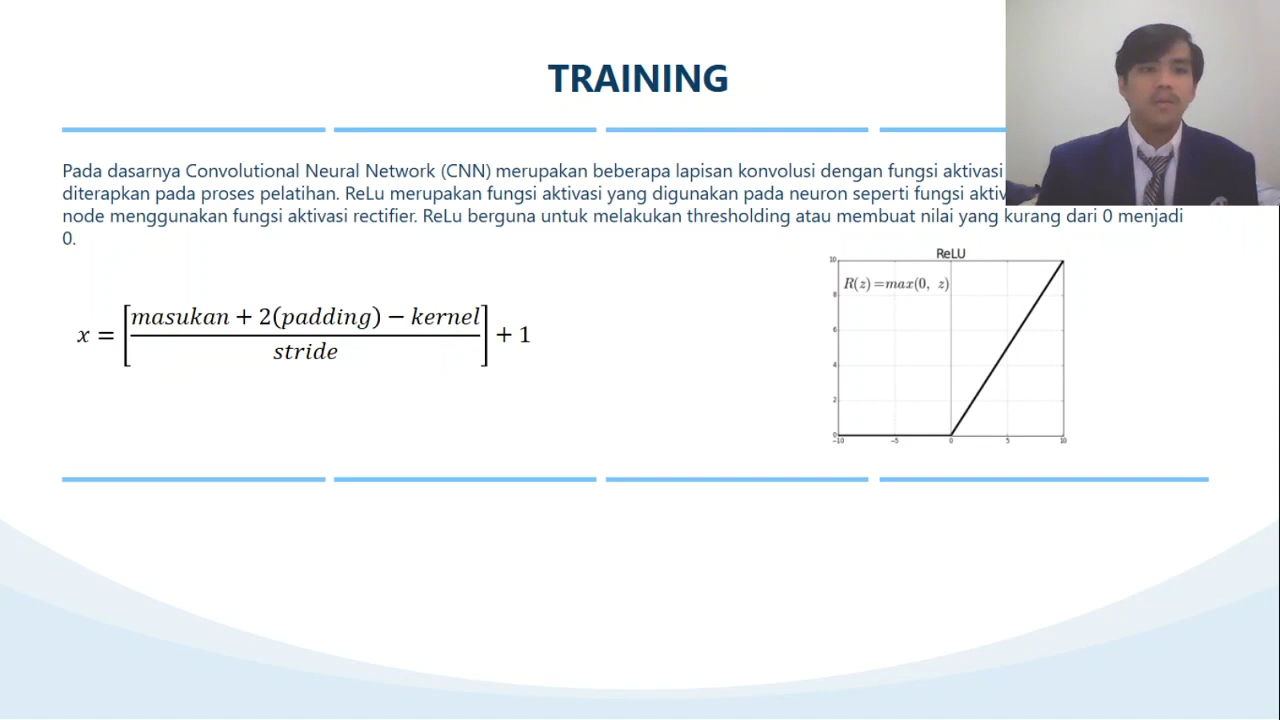 TRAINING
Pada dasarnya Convolutional Neural Network (CNN) merupakan beberapa lapisan konvolusi dengan fungsi aktivasi
diterapkan pada proses pelatihan. ReLu merupakan fungsi aktivasi yang digunakan pada neuron seperti fungsi
node menggunakan fungsi aktivasi rectifier. ReLu berguna untuk melakukan thresholding atau membuat nilai yang kurang dari 0 menjadi
0.
x = [masukan + 2(padding) − kernel / stride] + 1
ReLU
R(z) =max(0, z)
10
8
6
4
2
0
−10 −5 0 5 10